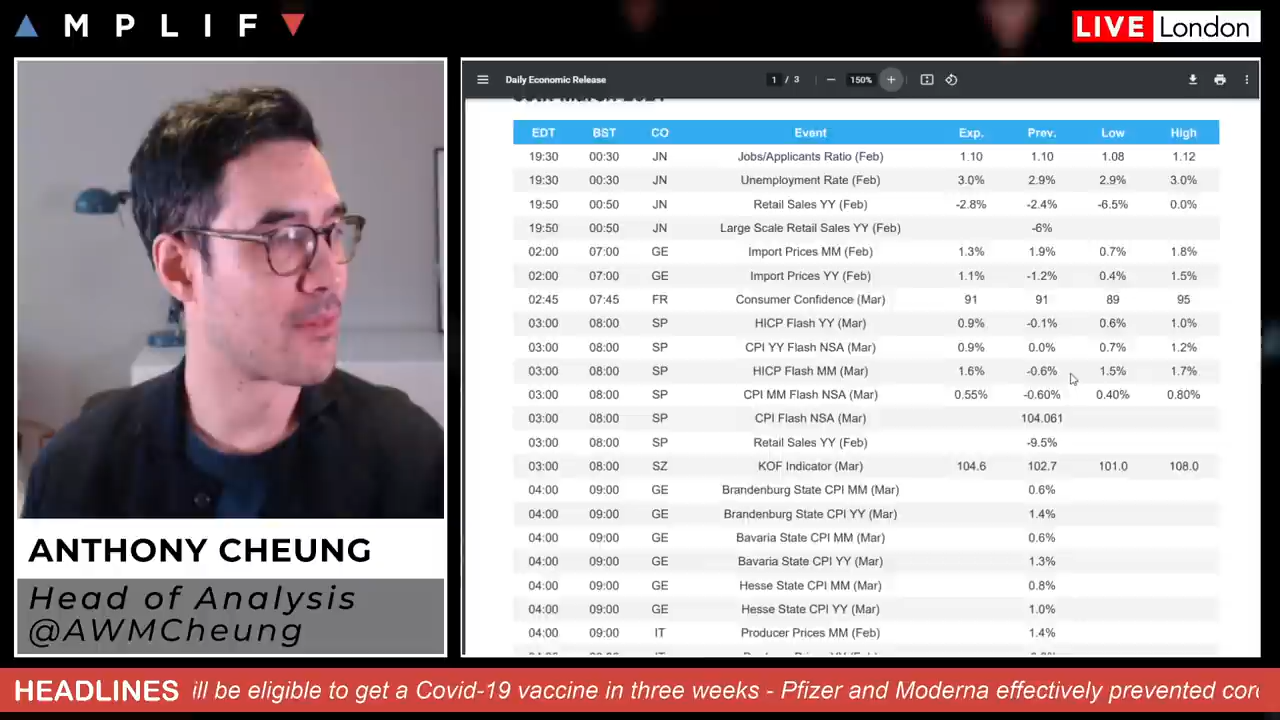 AMPLIFY
LIVE London
Daily Economic Release
1 / 3
150%
EDT BST CO Event Exp. Prev. Low High
19:30 00:30 JN Jobs/Applicants Ratio (Feb) 1.10 1.10 1.08 1.12
19:30 00:30 JN Unemployment Rate (Feb) 3.0% 2.9% 2.9% 3.0%
19:50 00:50 JN Retail Sales YY (Feb) -2.8% -2.4% -6.5% 0.0%
19:50 00:50 JN Large Scale Retail Sales YY (Feb) -6%
02:00 07:00 GE Import Prices MM (Feb) 1.3% 1.9% 0.7% 1.8%
02:00 07:00 GE Import Prices YY (Feb) 1.1% -1.2% 0.4% 1.5%
02:45 07:45 FR Consumer Confidence (Mar) 91 91 89 95
03:00 08:00 SP HICP Flash YY (Mar) 0.9% -0.1% 0.6% 1.0%
03:00 08:00 SP CPI YY Flash NSA (Mar) 0.9% 0.0% 0.7% 1.2%
03:00 08:00 SP HICP Flash MM (Mar) 1.6% -0.6% 1.5% 1.7%
03:00 08:00 SP CPI MM Flash NSA (Mar) 0.55% -0.60% 0.40% 0.80%
03:00 08:00 SP CPI Flash NSA (Mar) 104.061
03:00 08:00 SP Retail Sales YY (Feb) -9.5%
03:00 08:00 SZ KOF Indicator (Mar) 104.6 102.7 101.0 108.0
04:00 09:00 GE Brandenburg State CPI MM (Mar) 0.6%
04:00 09:00 GE Brandenburg State CPI YY (Mar) 1.4%
04:00 09:00 GE Bavaria State CPI MM (Mar) 0.6%
04:00 09:00 GE Bavaria State CPI YY (Mar) 1.3%
04:00 09:00 GE Hesse State CPI MM (Mar) 0.8%
04:00 09:00 GE Hesse State CPI YY (Mar) 1.0%
04:00 09:00 IT Producer Prices MM (Feb) 1.4%
ANTHONY CHEUNG
Head of Analysis
@AWMCheung
HEADLINES ill be eligible to get a Covid-19 vaccine in three weeks - Pfizer and Moderna effectively prevented